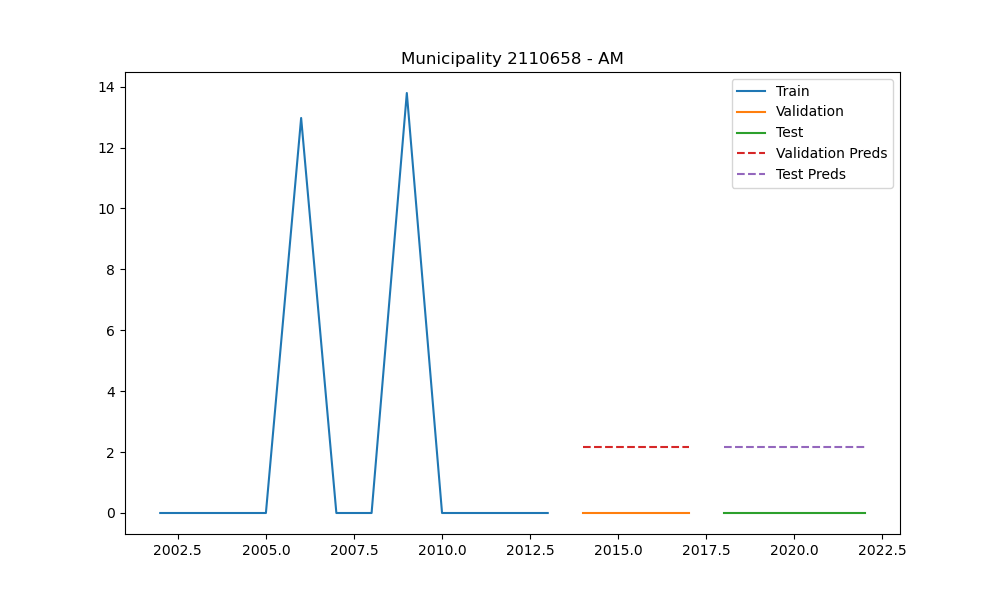 Municipality 2110658 - AM
14
12
10
8
6
4
2
0
Train
Validation
Test
Validation Preds
Test Preds
2002.5 2005.0 2007.5 2010.0 2012.5 2015.0 2017.5 2020.0 2022.5